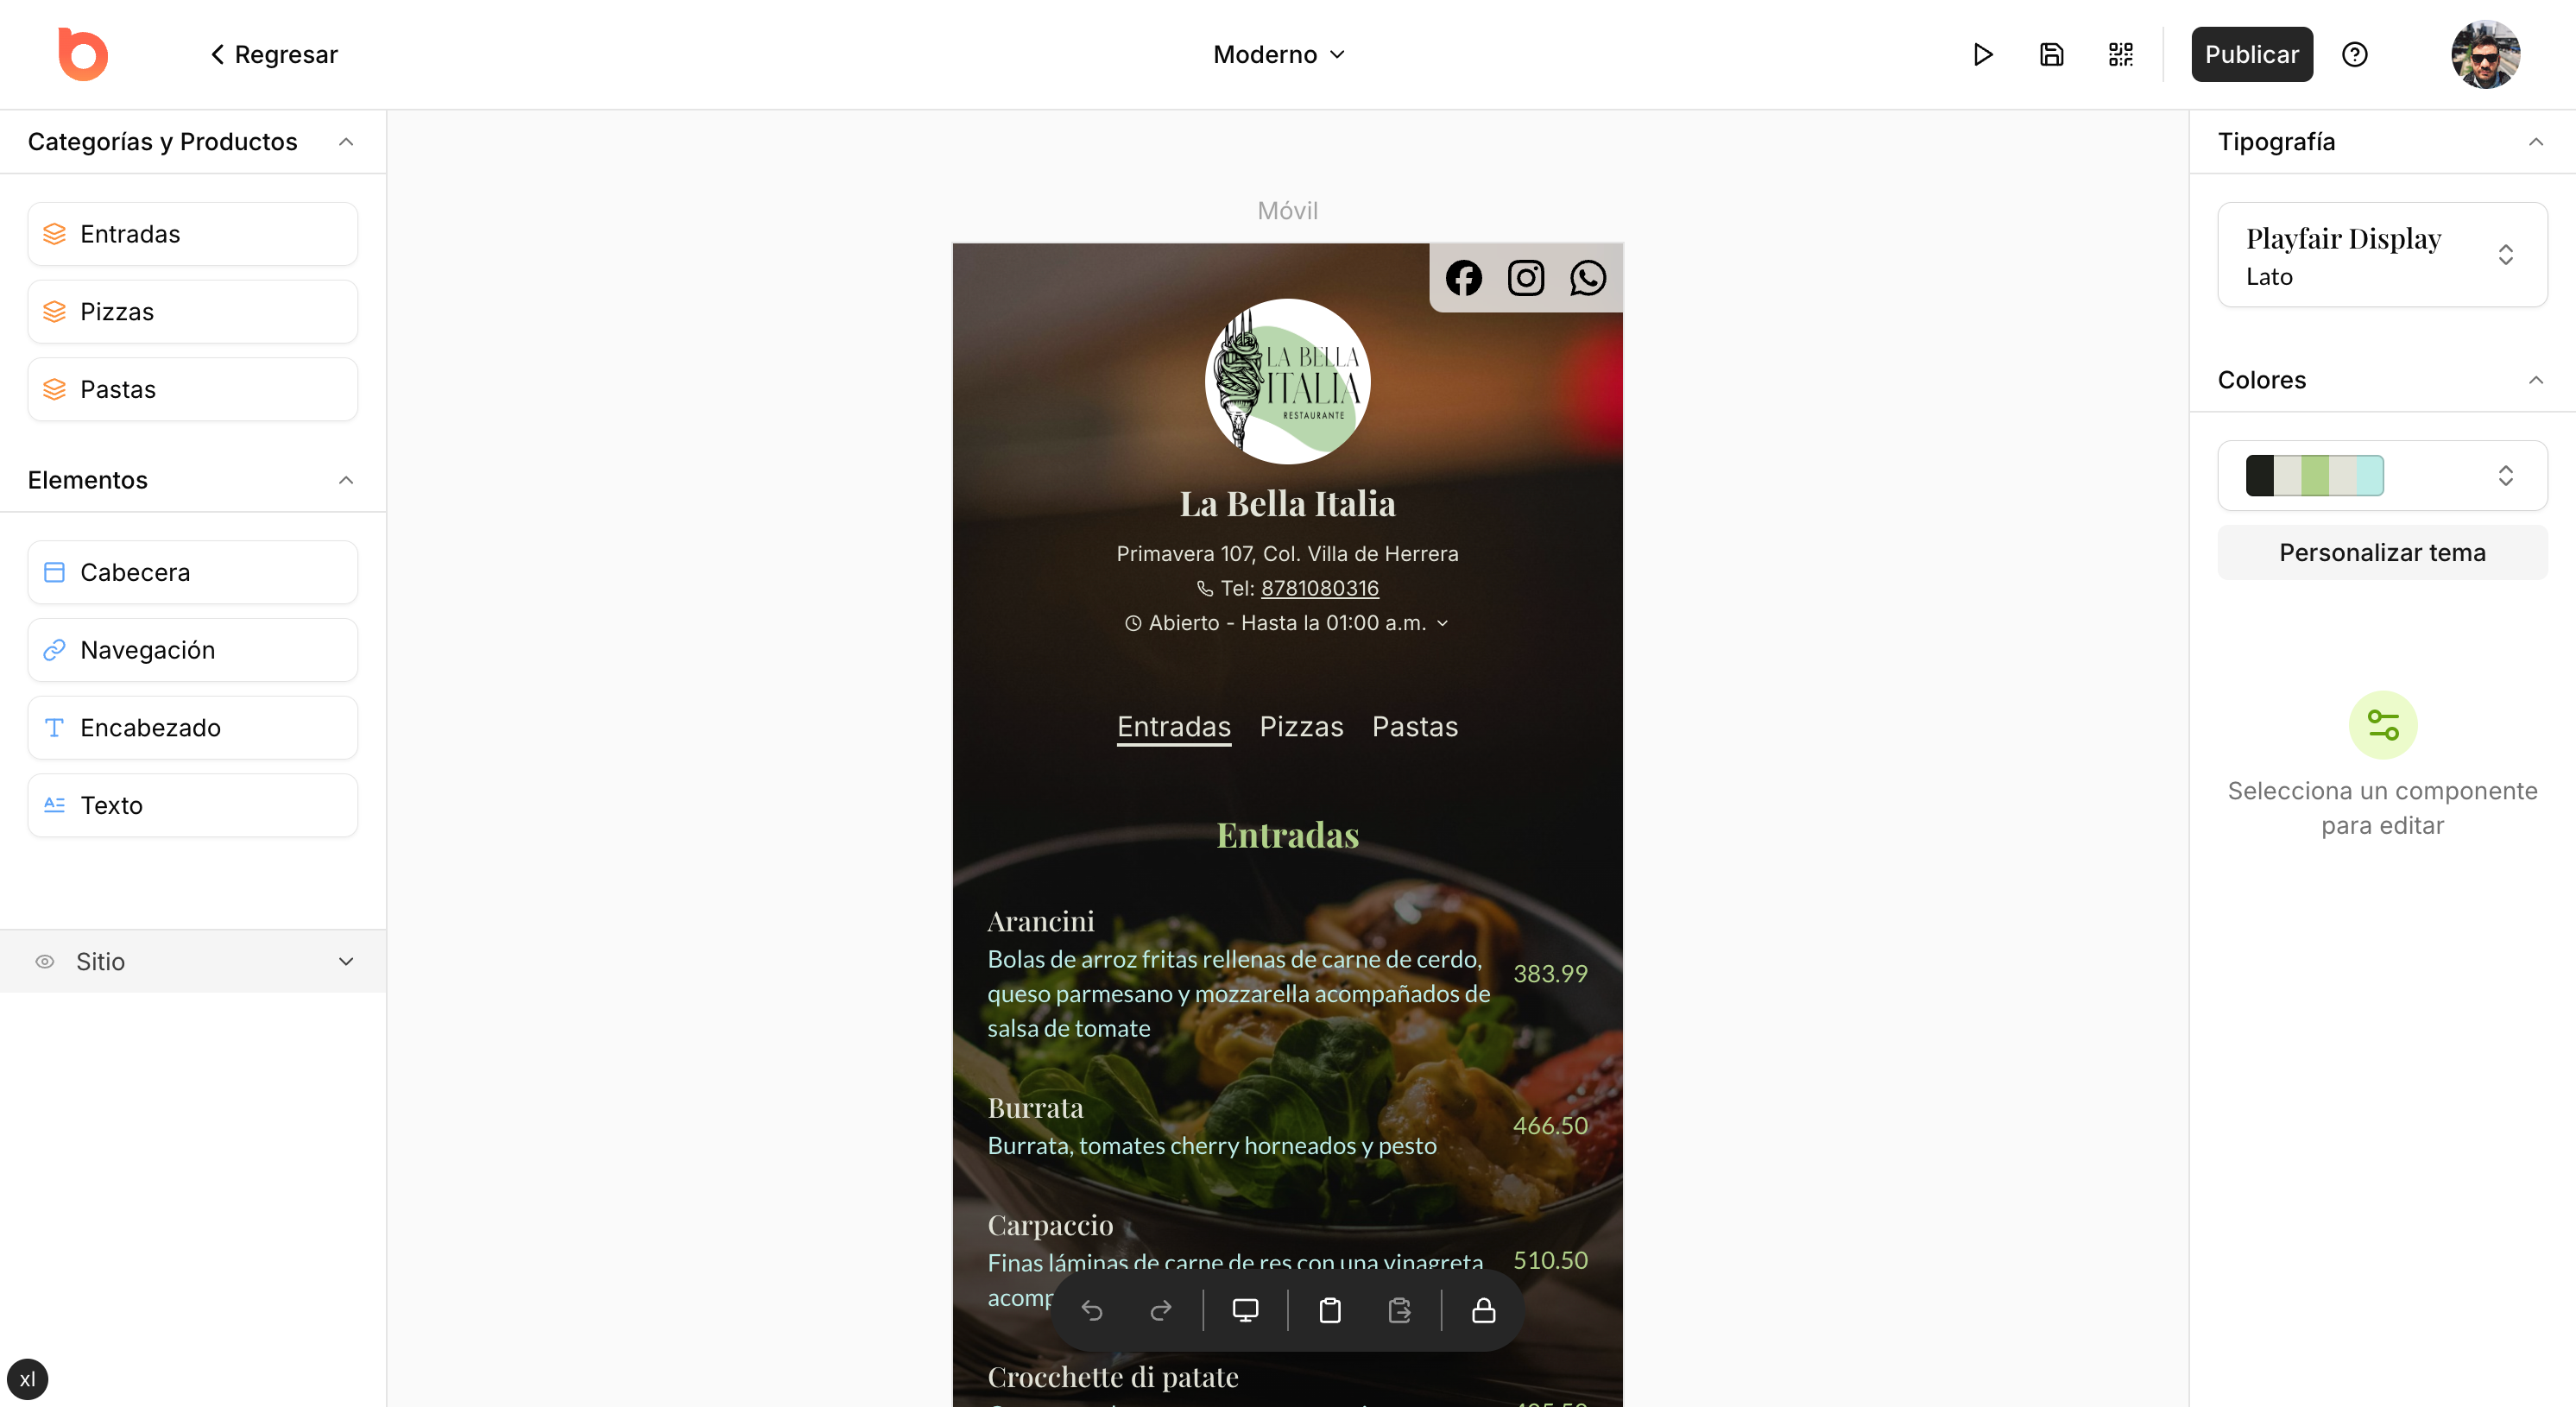 Regresar
Moderno
Publicar
Categorías y Productos
Entradas
Pizzas
Pastas
Elementos
Cabecera
Navegación
Encabezado
Texto
Sitio
xl
Móvil
LA BELLA
ITALIA
RESTAURANTE
La Bella Italia
Primavera 107, Col. Villa de Herrera
Tel: 8781080316
Abierto - Hasta la 01:00 a.m.
Entradas Pizzas Pastas
Entradas
Arancini
Bolas de arroz fritas rellenas de carne de cerdo,
queso parmesano y mozzarella acompañados de
salsa de tomate
383.99
Burrata
Burrata, tomates cherry horneados y pesto
466.50
Carpaccio
Finas láminas de carne de res con una vinagreta
510.50
Crocchette di patate
Tipografía
Playfair Display
Lato
Colores
Personalizar tema
Selecciona un componente
para editar